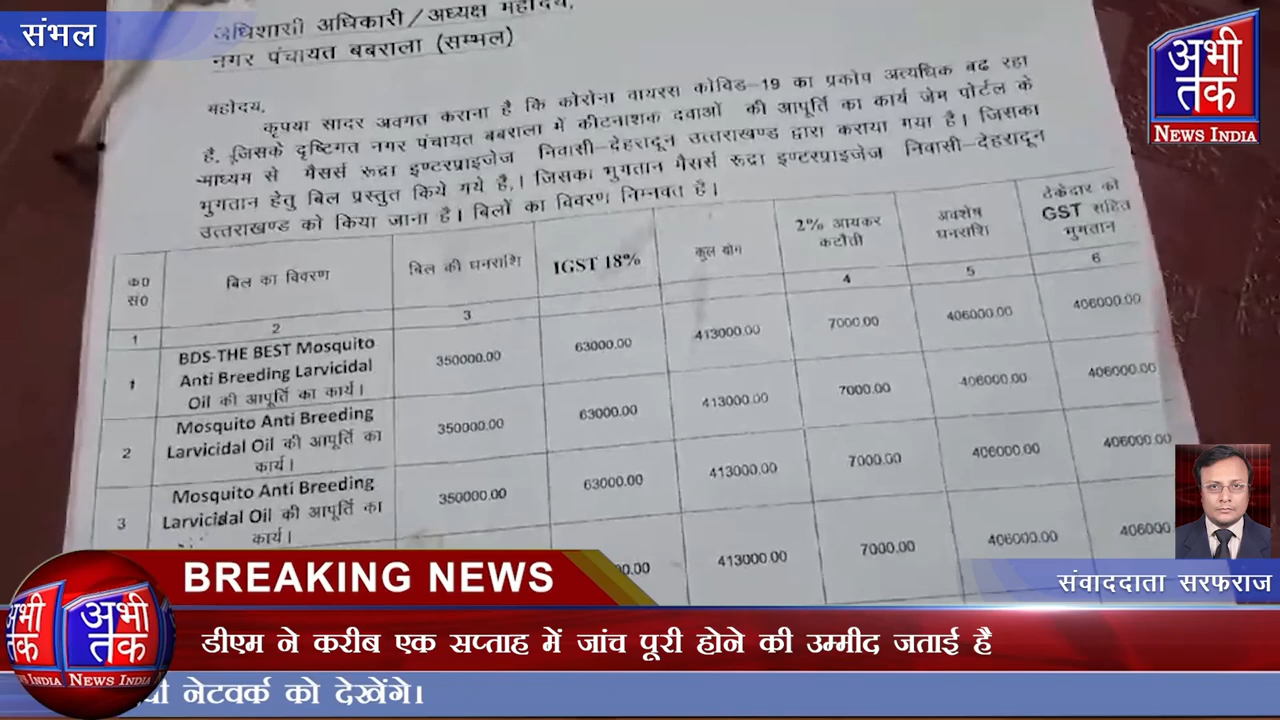 संभल
अभी
तक
NEWS INDIA
अधिशासी अधिकारी/अध्यक्ष महोदय,
नगर पंचायत बबराला (सम्भल)
महोदय,
कृपया सादर अवगत कराना है कि कोरोना वायरस कोविड-19 का प्रकोप अत्यधिक बढ रहा
है, जिसके दृष्टिगत नगर पंचायत बबराला में कीटनाशक दवाओं की आपूर्ति का कार्य जेम पोर्टल के
माध्यम से मैसर्स रूद्रा इण्टरप्राइजेज निवासी-देहरादून उत्तराखण्ड द्वारा कराया गया है। जिसका
भुगतान हेतु बिल प्रस्तुत किये गये है,। जिसका भुगतान मैसर्स रूद्रा इण्टरप्राइजेज निवासी-देहरादून
उत्तराखण्ड को किया जाना है। बिलों का विवरण निम्नवत है।
क0 सं0 बिल का विवरण बिल की धनराशि IGST 18% कुल योग 2% आयकर कटौती अवशेष धनराशि ठेकेदार को GST सहित भुगतान
1 2 3 4 5 6
1 BDS-THE BEST Mosquito Anti Breeding Larvicidal Oil की आपूर्ति का कार्य। 350000.00 63000.00 413000.00 7000.00 406000.00 406000.00
2 Mosquito Anti Breeding Larvicidal Oil की आपूर्ति का कार्य। 350000.00 63000.00 413000.00 7000.00 406000.00 406000.00
3 Mosquito Anti Breeding Larvicidal Oil की आपूर्ति का कार्य। 350000.00 63000.00 413000.00 7000.00 406000.00 406000.00
413000.00 7000.00 406000.00 406000
संवाददाता सरफराज
BREAKING NEWS
डीएम ने करीब एक सप्ताह में जांच पूरी होने की उम्मीद जताई है
अभी तक
अभी तक
NEWS INDIA
नेटवर्क को देखेंगे।